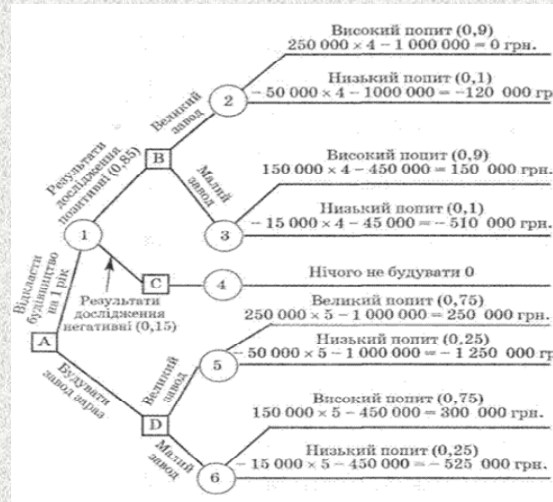 Високий попит (0,9)
250 000 × 4 – 1 000 000 = 0 грн.
Низький попит (0,1)
– 50 000 × 4 – 1000 000 = –120 000 гр
2
Великий завод
B
Малий завод
Результати дослідження позитивні (0,85)
Високий попит (0,9)
150 000 × 4 – 450 000 = 150 000 грн.
Низький попит (0,1)
– 15 000 × 4 – 45 000 = – 510 000 грн.
3
1
C
4
Нічого не будувати 0
Результати
дослідження
негативні (0,15)
Відкласти будівництво на 1 рік
A
Будувати завод зараз
Великий попит (0,75)
250 000 × 5 – 1 000 000 = 250 000 грн.
Низький попит (0,25)
– 50 000 × 5 – 1 000 000 = – 1 250 000 гр
5
Великий завод
D
Малий завод
Високий попит (0,75)
150 000 × 5 – 450 000 = 300 000 грн.
Низький попит (0,25)
– 15 000 × 5 – 450 000 = – 525 000 грн.
6